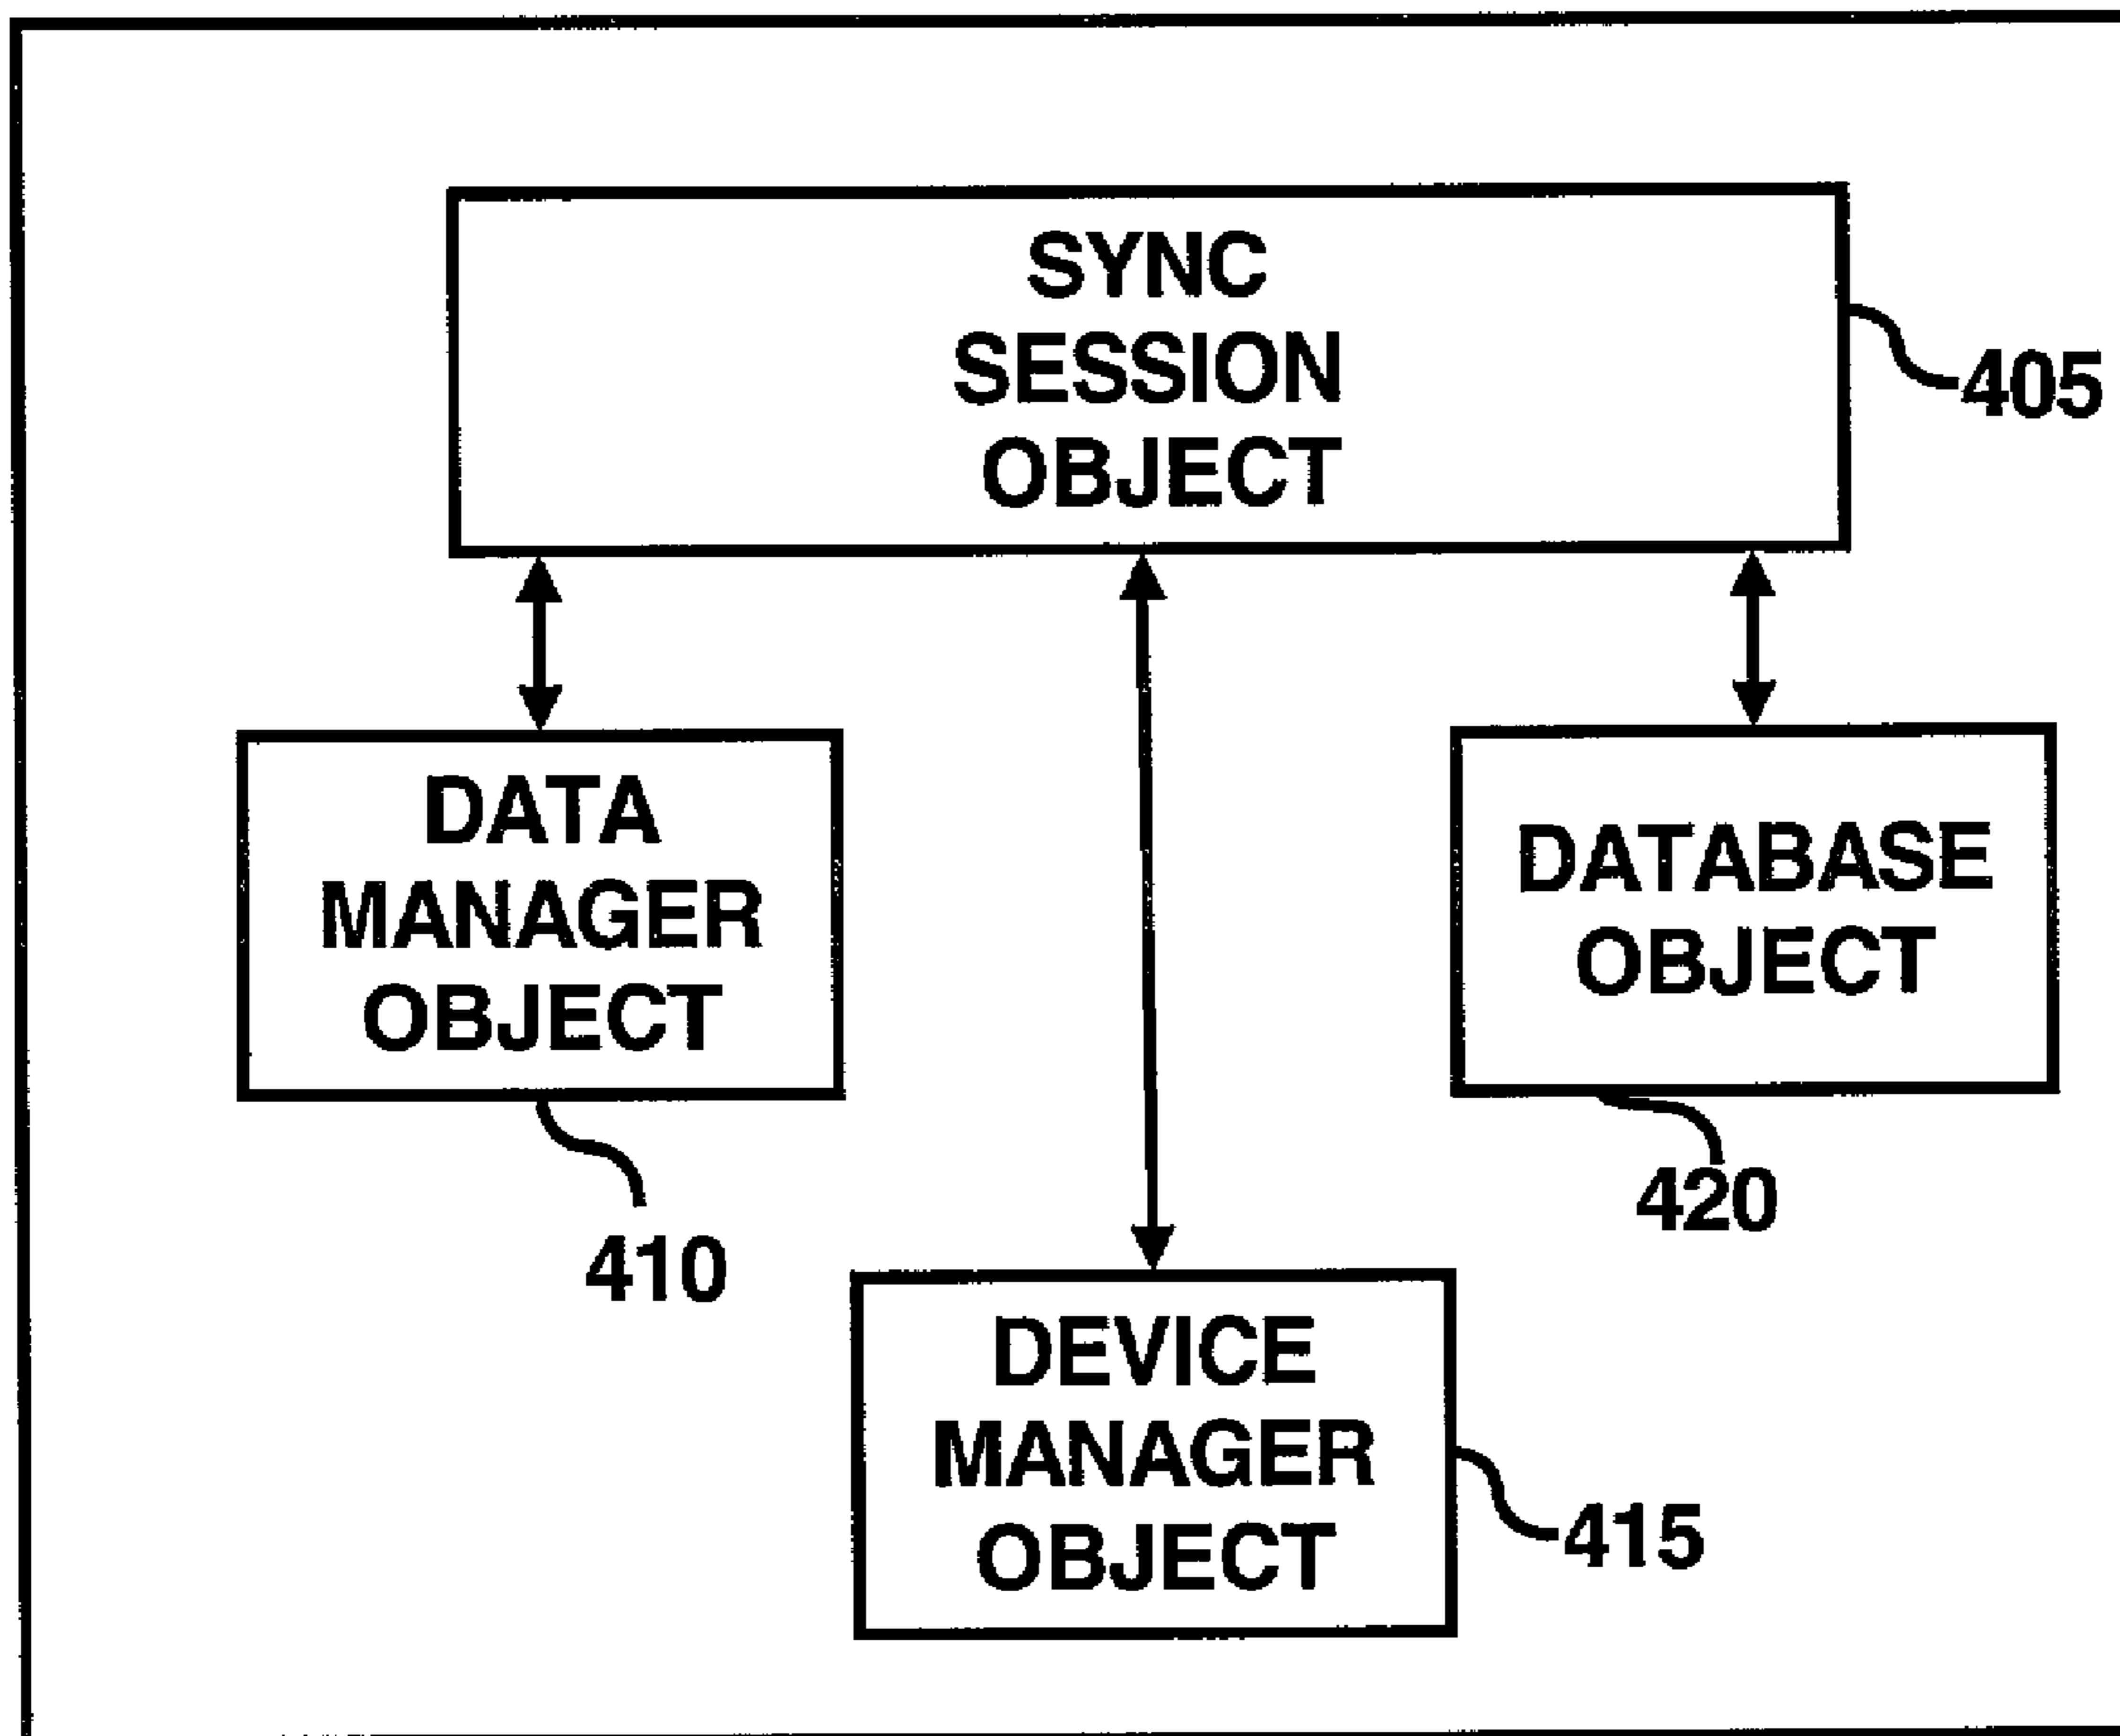 SYNC
SESSION
OBJECT
405
DATA
MANAGER
OBJECT
410
DATABASE
OBJECT
420
DEVICE
MANAGER
OBJECT
415